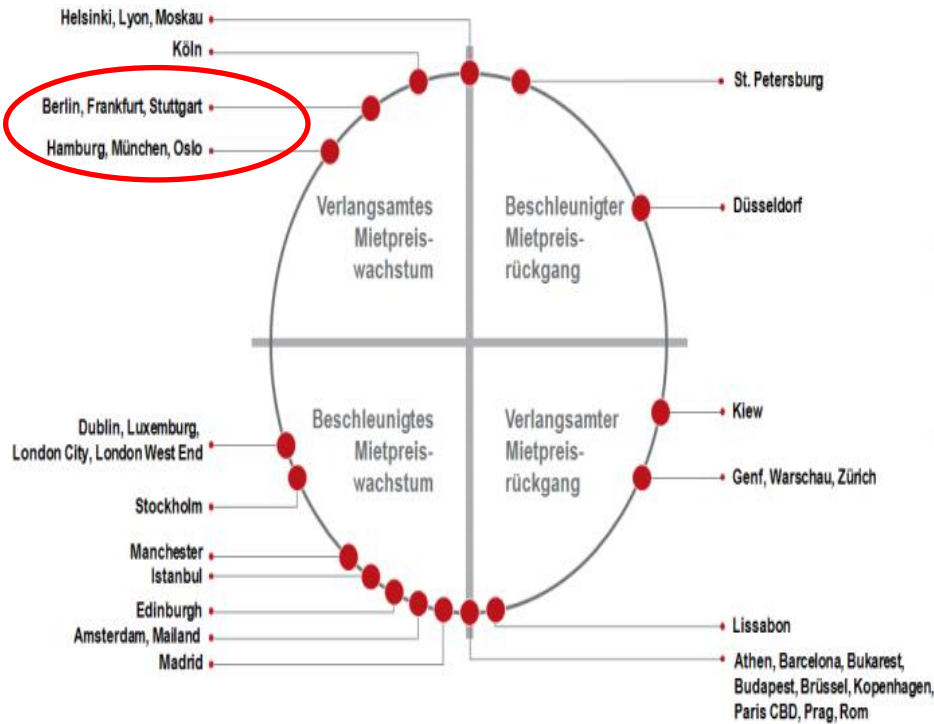 Helsinki, Lyon, Moskau
Köln
Berlin, Frankfurt, Stuttgart
Hamburg, München, Oslo
St. Petersburg
Düsseldorf
Verlangsamtes
Mietpreis-
wachstum
Beschleunigter
Mietpreis-
rückgang
Beschleunigtes
Mietpreis-
wachstum
Verlangsamter
Mietpreis-
rückgang
Dublin, Luxemburg,
London City, London West End
Stockholm
Manchester
Istanbul
Edinburgh
Amsterdam, Mailand
Madrid
Kiew
Genf, Warschau, Zürich
Lissabon
Athen, Barcelona, Bukarest,
Budapest, Brüssel, Kopenhagen,
Paris CBD, Prag, Rom